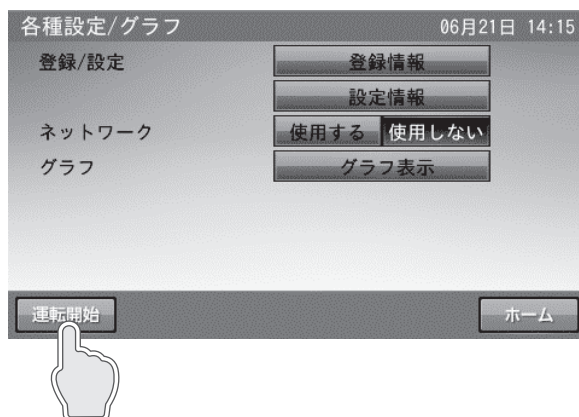 各種設定/グラフ 06月21日 14:15
登録/設定 登録情報
設定情報
ネットワーク 使用する 使用しない
グラフ グラフ表示
運転開始 ホーム